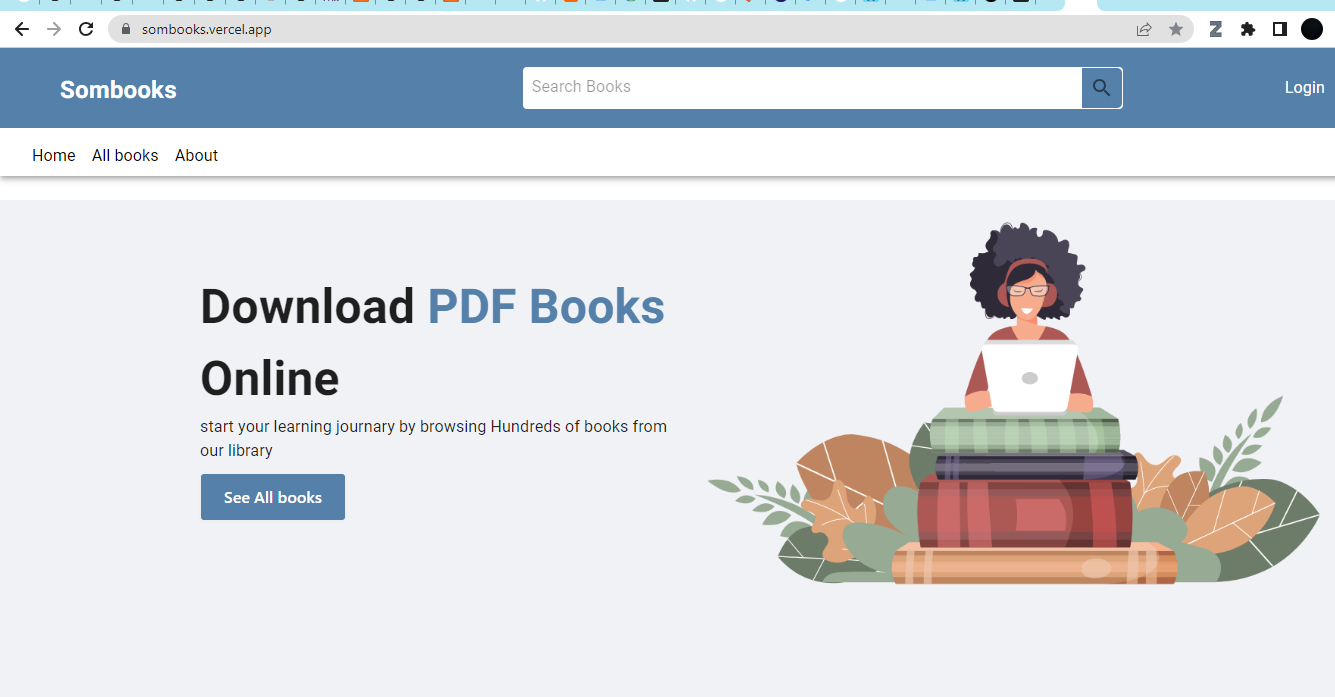 sombooks.vercel.app
Sombooks
Search Books
Login
Home All books About
Download PDF Books
Online
start your learning journary by browsing Hundreds of books from
our library
See All books